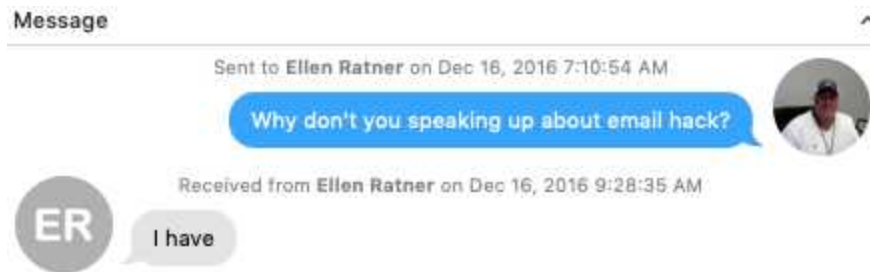 Message
Sent to Ellen Ratner on Dec 16, 2016 7:10:54 AM
Why don't you speaking up about email hack?
Received from Ellen Ratner on Dec 16, 2016 9:28:35 AM
ER
I have